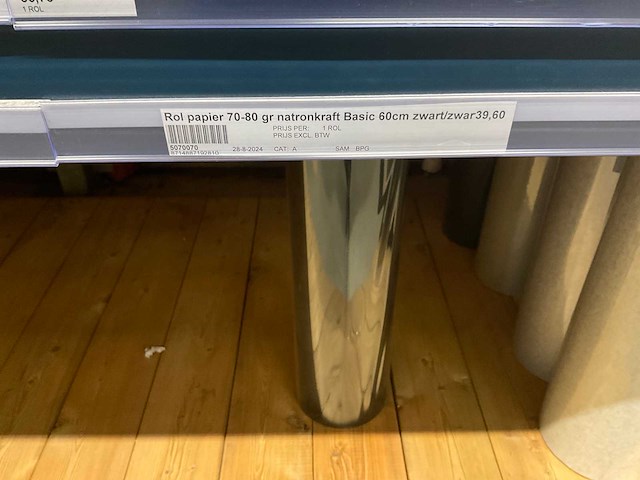 1 ROL
Rol papier 70-80 gr natronkraft Basic 60cm zwart/zwar39,60
PRIJS PER: 1 ROL
PRIJS EXCL. BTW
5070070
28-8-2024 CAT: A SAM BPG